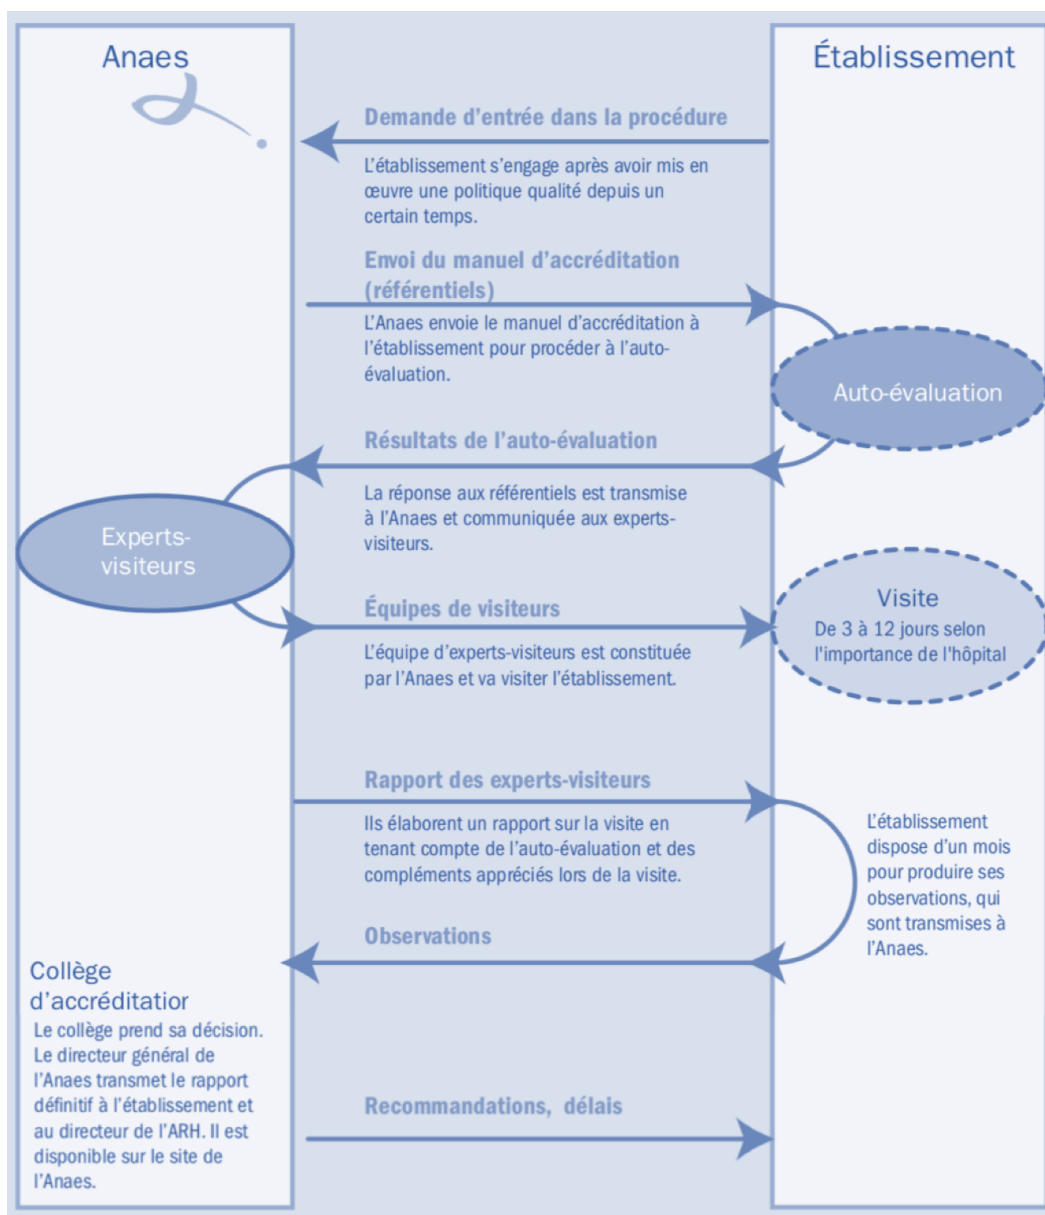 Anaes
Établissement
Demande d'entrée dans la procédure
L'établissement s'engage après avoir mis en
œuvre une politique qualité depuis un
certain temps.
Envoi du manuel d'accréditation
(référentiels)
L'Anaes envoie le manuel d'accréditation à
l'établissement pour procéder à l'auto-
évaluation.
Auto-évaluation
Résultats de l'auto-évaluation
La réponse aux référentiels est transmise
à l'Anaes et communiquée aux experts-
visiteurs.
Experts-
visiteurs
Équipes de visiteurs
L'équipe d'experts-visiteurs est constituée
par l'Anaes et va visiter l'établissement.
Visite
De 3 à 12 jours selon
l'importance de l'hôpital
Rapport des experts-visiteurs
Ils élaborent un rapport sur la visite en
tenant compte de l'auto-évaluation et des
compléments appréciés lors de la visite.
L'établissement
dispose d'un mois
pour produire ses
observations, qui
sont transmises à
l'Anaes.
Observations
Collège
d'accréditatior
Le collège prend sa décision.
Le directeur général de
l'Anaes transmet le rapport
définitif à l'établissement et
au directeur de l'ARH. Il est
disponible sur le site de
l'Anaes.
Recommandations, délais